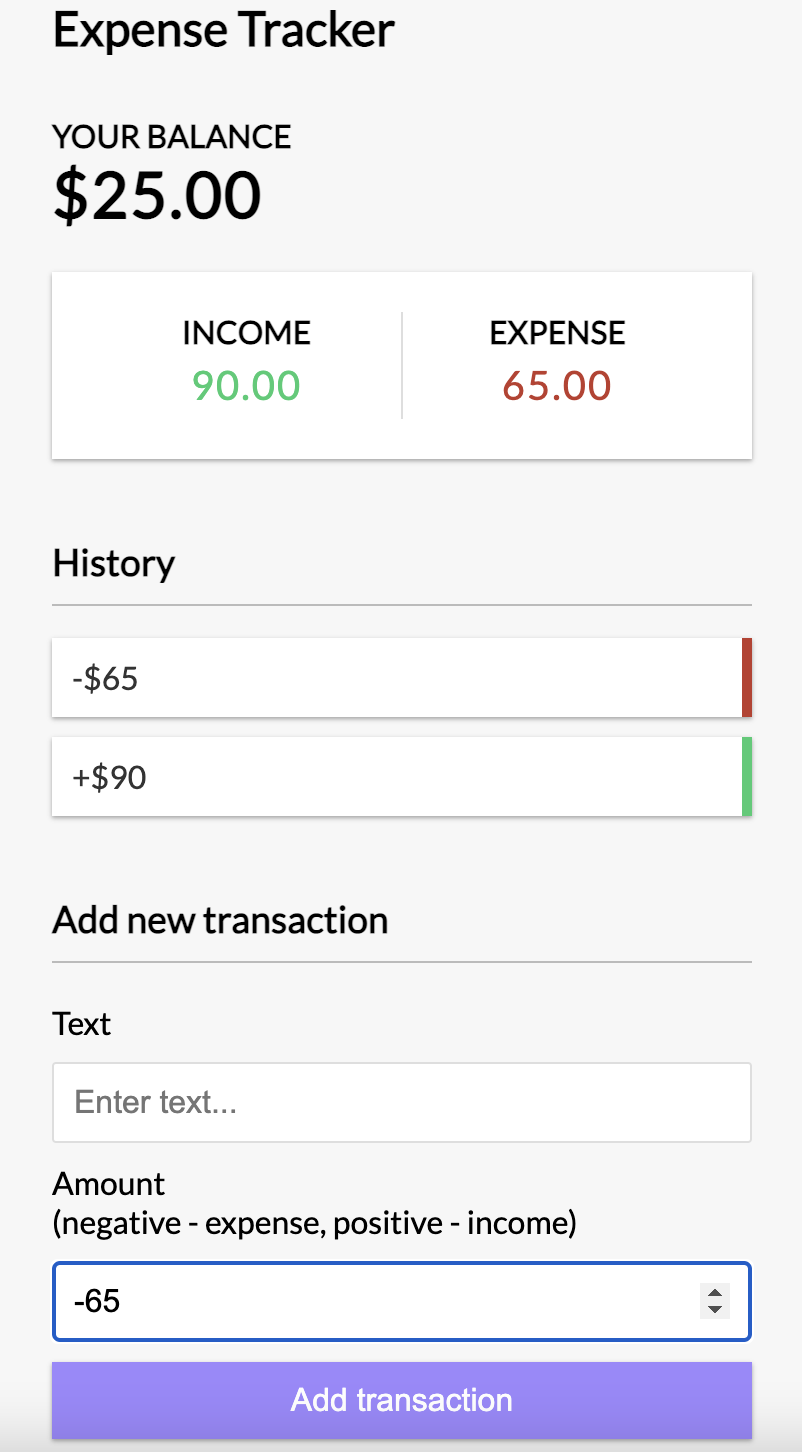 Expense Tracker
YOUR BALANCE
$25.00
INCOME
90.00
EXPENSE
65.00
History
-$65
+$90
Add new transaction
Text
Enter text...
Amount
(negative - expense, positive - income)
-65
Add transaction